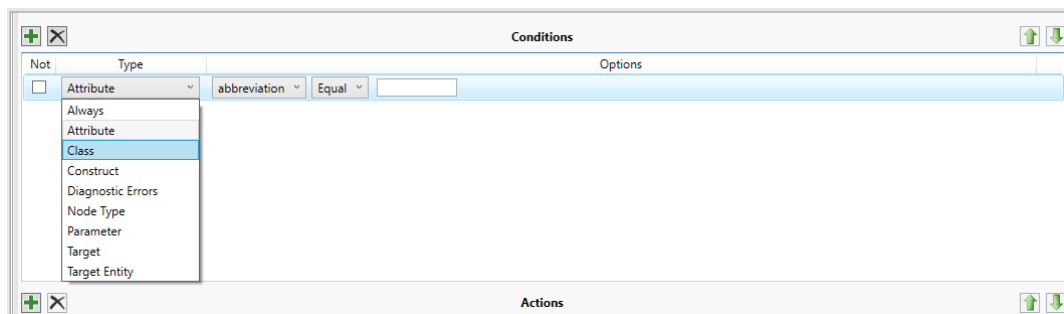 Conditions
Not Type Options
Attribute abbreviation Equal
Always
Attribute
Class
Construct
Diagnostic Errors
Node Type
Parameter
Target
Target Entity
Actions